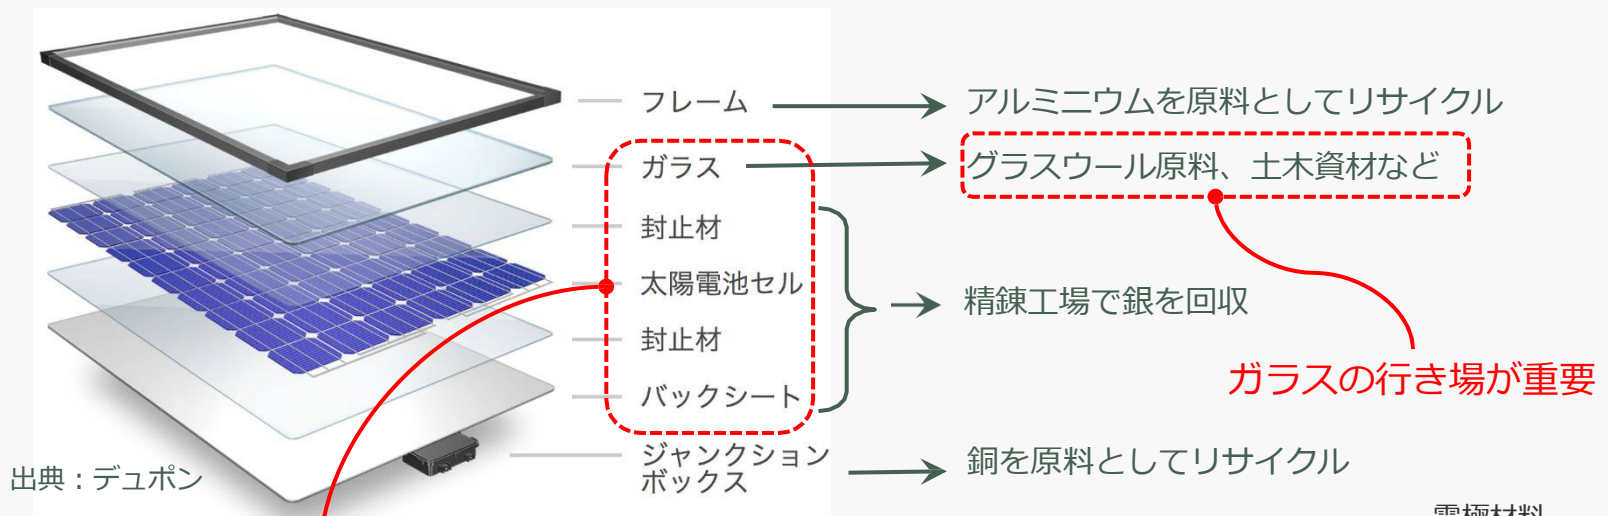 フレーム
アルミニウムを原料としてリサイクル
ガラス
グラスウール原料、土木資材など
封止材
太陽電池セル
精錬工場で銀を回収
封止材
ガラスの行き場が重要
バックシート
ジャンクション
ボックス
銅を原料としてリサイクル
出典：デュポン
電極材料